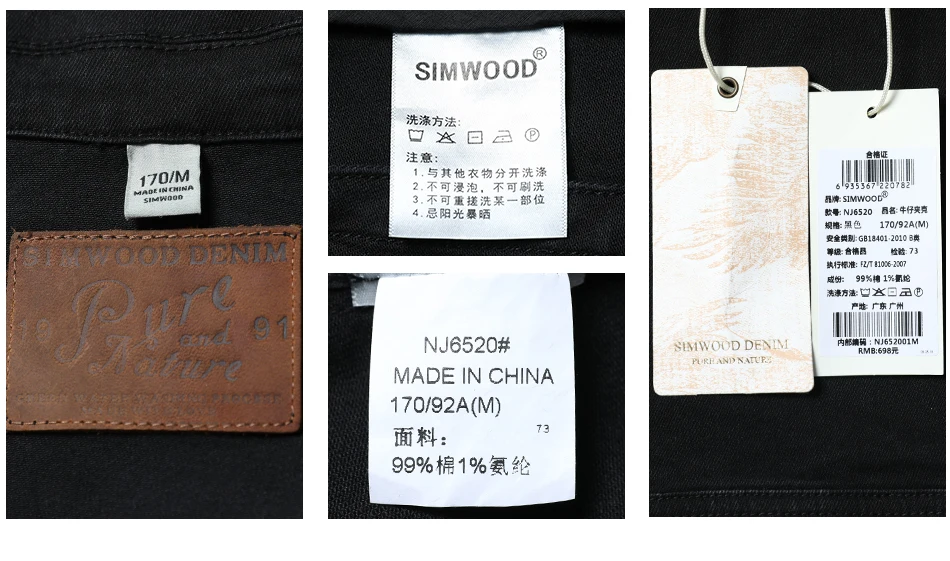 170/M
MADE IN CHINA
SIMWOOD
SIMWOOD DENIM
Pure
19
91
and
Nature
SIMWOOD®
洗涤方法:
P
注意:
1.与其他衣物分开洗涤
2.不可浸泡, 不可刷洗
3.不可重搓洗某一部位
4.忌阳光暴晒
NJ6520#
MADE IN CHINA
170/92A(M)
面料:
73
99%棉1%氨纶
SIMWOOD DENIM
PURE AND NATURE
合格证
6 935367 220782
品牌: SIMWOOD®
款号: NJ6520 品名: 牛仔夹克
规格: 黑色 170/92A(M)
安全类别: GB18401-2010 B类
等级: 合格品 检验: 73
执行标准: FZ/T 81006-2007
成份: 99%棉 1%氨纶
洗涤方法: P
产地: 广东 广州
内部编码: NJ652001M
RMB:698元